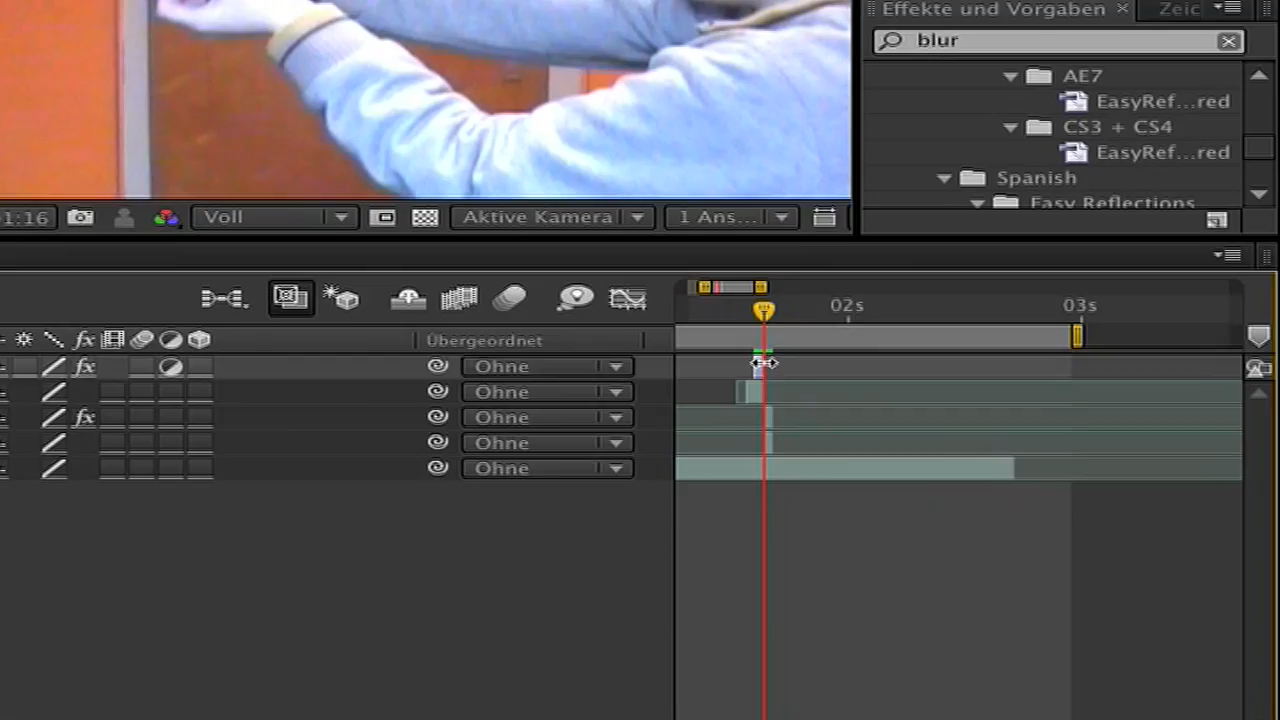 Effekte und Vorgaben × Zeic
blur
AE7
EasyRef...red
CS3 + CS4
EasyRef...red
Spanish
Easy Reflections
1:16 Voll Aktive Kamera 1 Ans...
02s 03s
fx Übergeordnet
fx Ohne
Ohne
fx Ohne
Ohne
Ohne